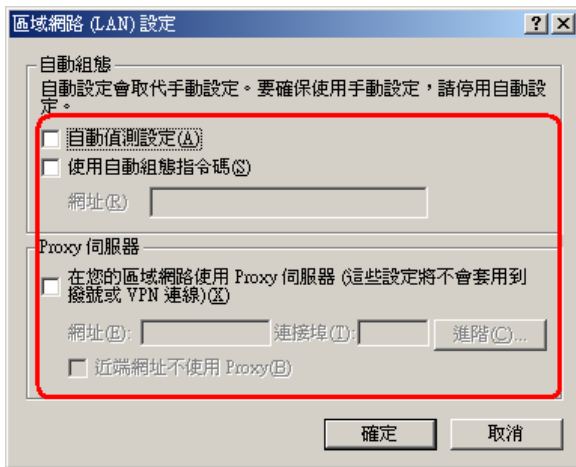 區域網路 (LAN) 設定
自動組態
自動設定會取代手動設定。要確保使用手動設定，請停用自動設
定。
自動偵測設定(A)
使用自動組態指令碼(S)
網址(R)
Proxy 伺服器
在您的區域網路使用 Proxy 伺服器 (這些設定將不會套用到
撥號或 VPN 連線)(X)
網址(E): 連接埠(T): 進階(C)...
近端網址不使用 Proxy(B)
確定 取消